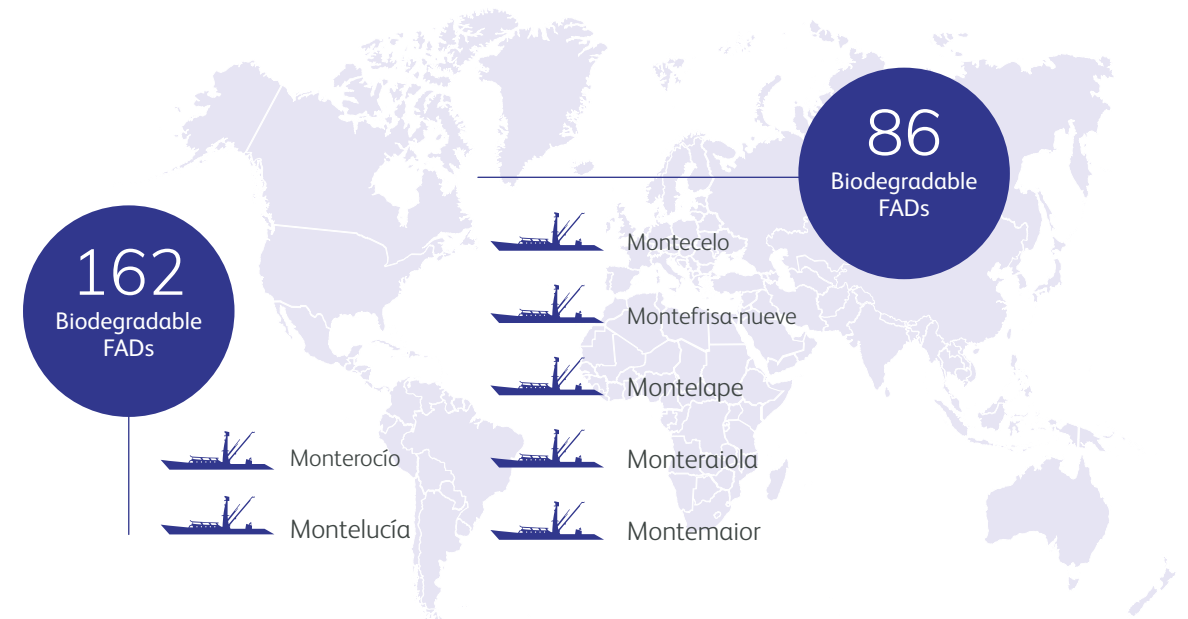 162
Biodegradable
FADs
Monterocío
Montelucía
86
Biodegradable
FADs
Montecelo
Montefrisa-nueve
Montelape
Monteraiola
Montemaior